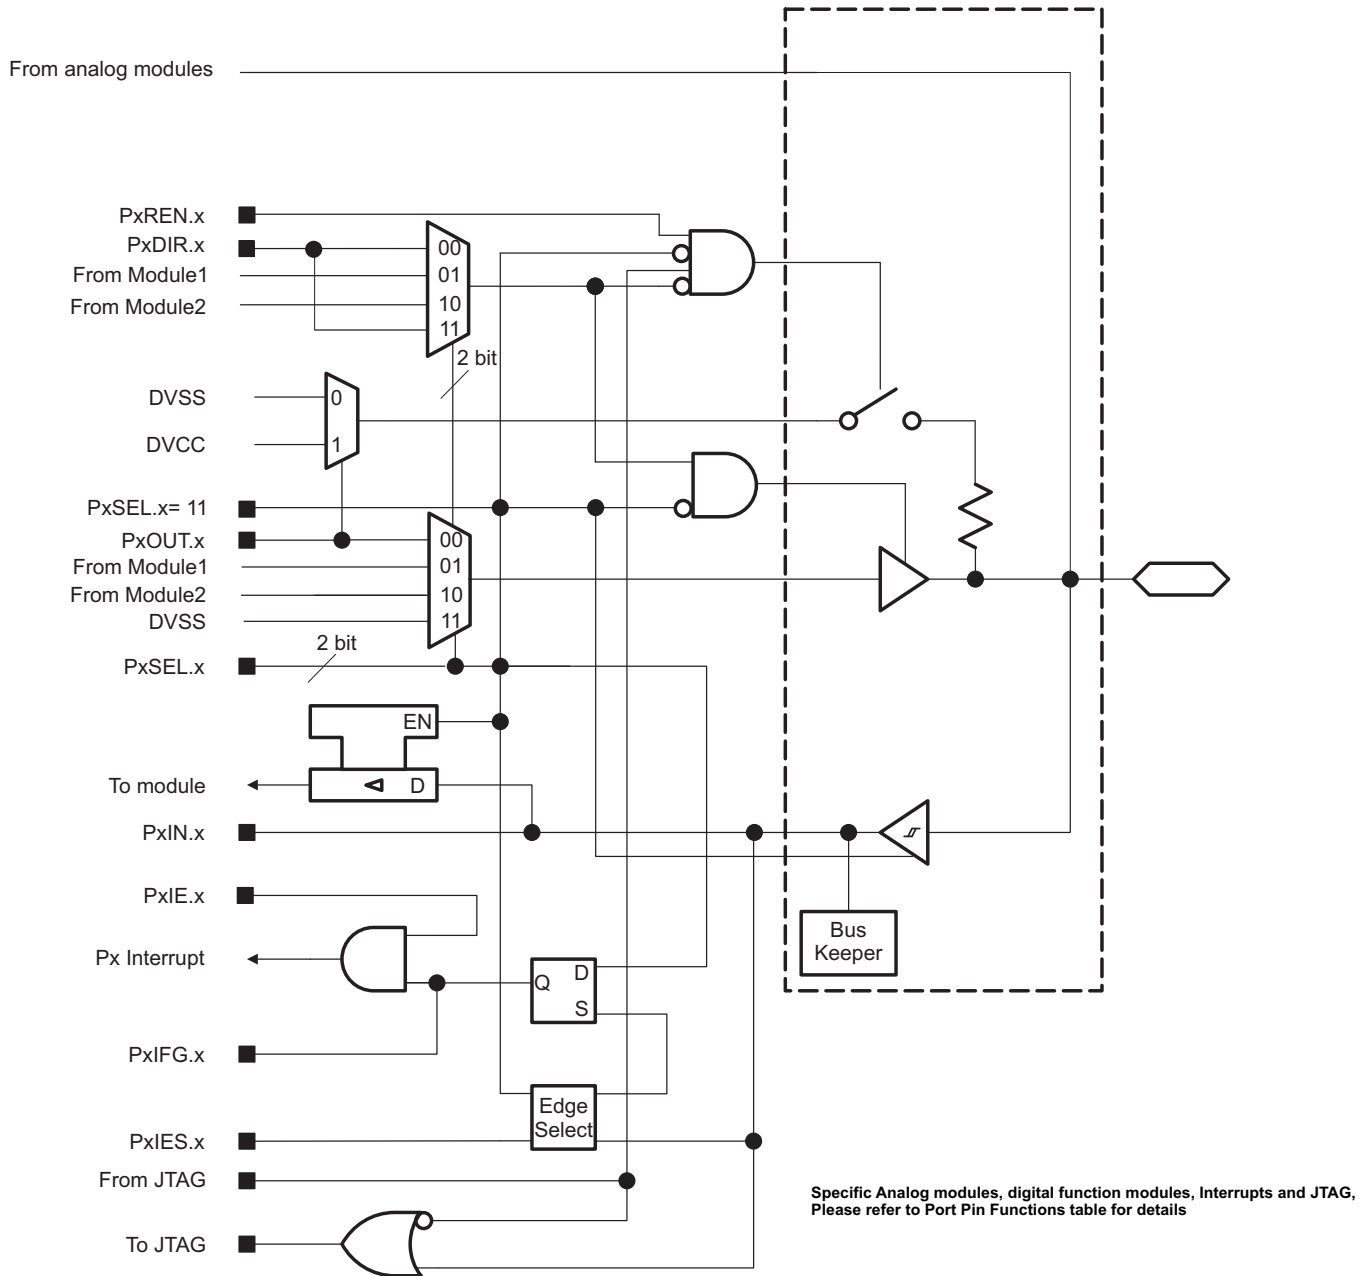 From analog modules
PxREN.x
PxDIR.x
From Module1
From Module2
00
01
10
11
2 bit
DVSS
DVCC
0
1
PxSEL.x= 11
PxOUT.x
From Module1
From Module2
DVSS
00
01
10
11
2 bit
PxSEL.x
EN
To module
D
PxIN.x
PxIE.x
Bus
Keeper
Px Interrupt
Q
D
S
PxIFG.x
Edge
Select
PxIES.x
From JTAG
To JTAG
Specific Analog modules, digital function modules, Interrupts and JTAG,
Please refer to Port Pin Functions table for details